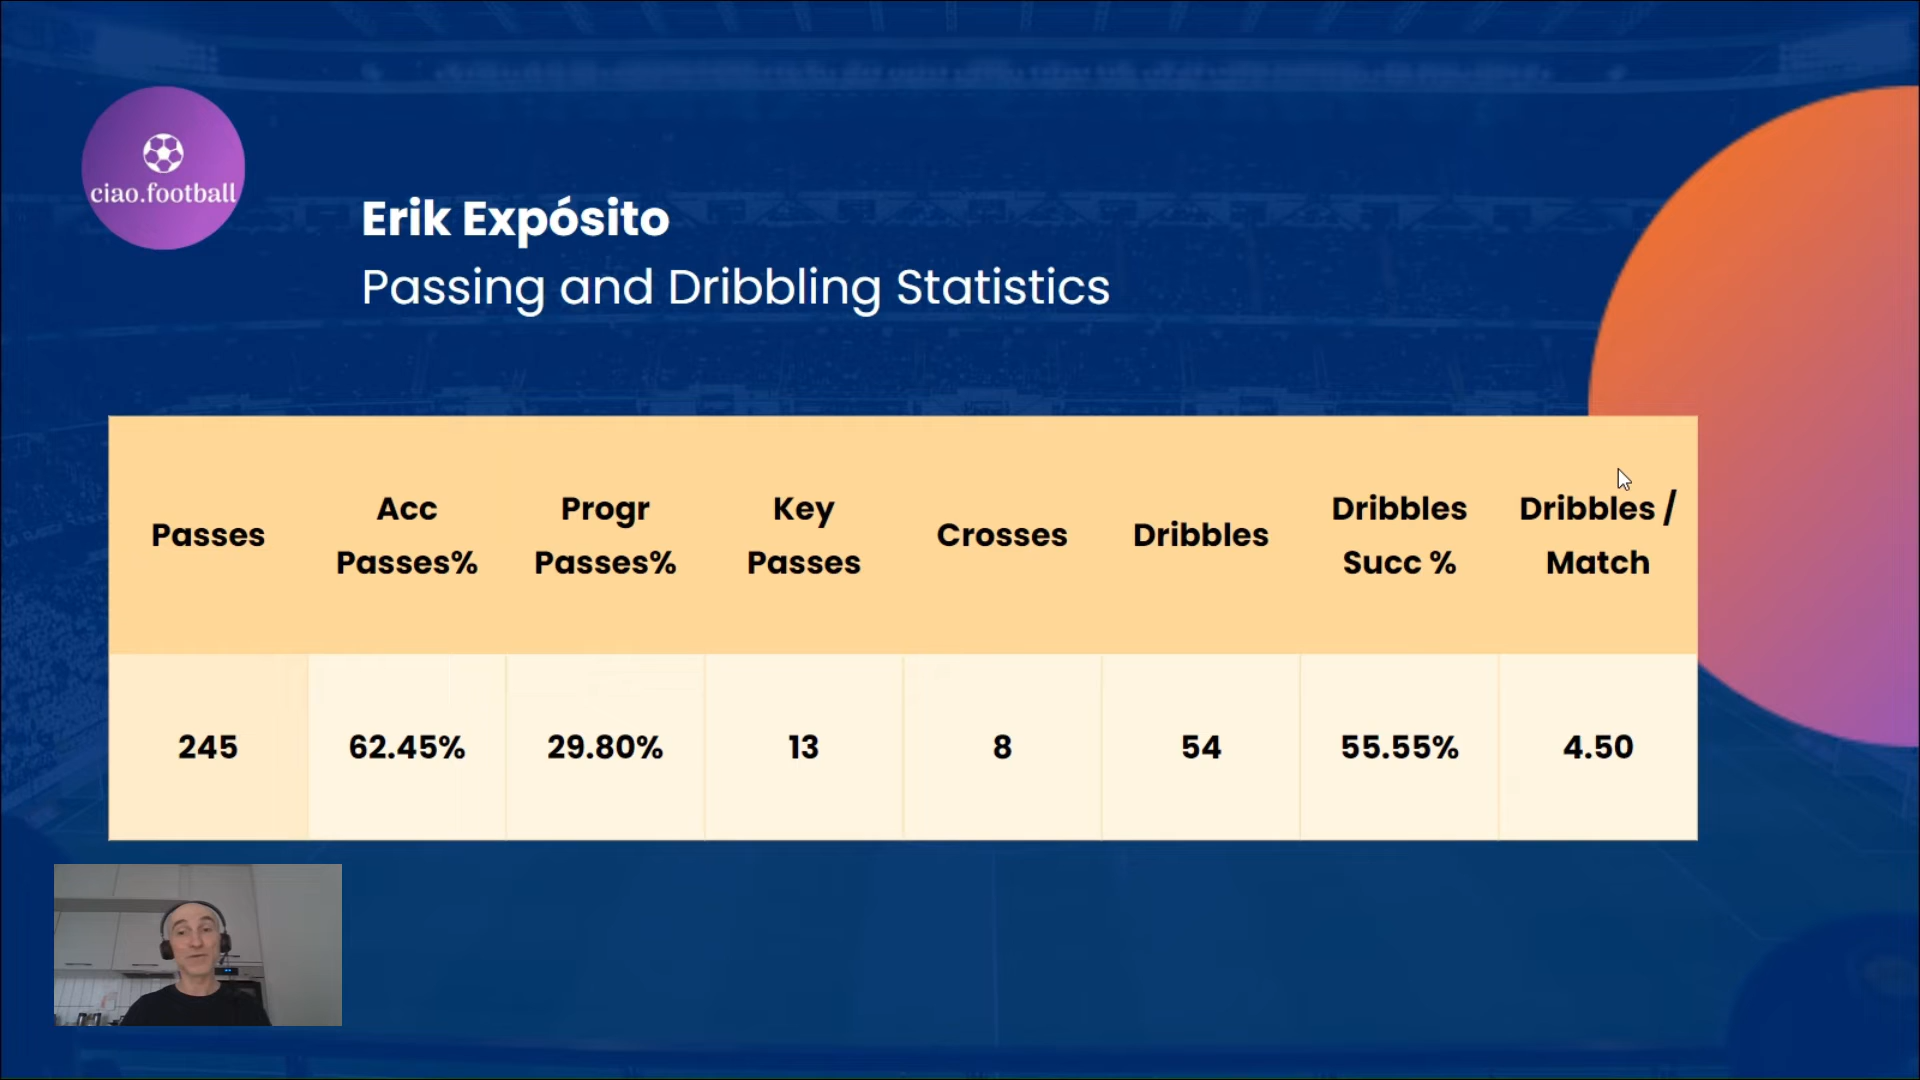 ciao.football
Erik Expósito
Passing and Dribbling Statistics
Passes
Acc
Passes%
Progr
Passes%
Key
Passes
Crosses
Dribbles
Dribbles
Succ %
Dribbles /
Match
245
62.45%
29.80%
13
8
54
55.55%
4.50